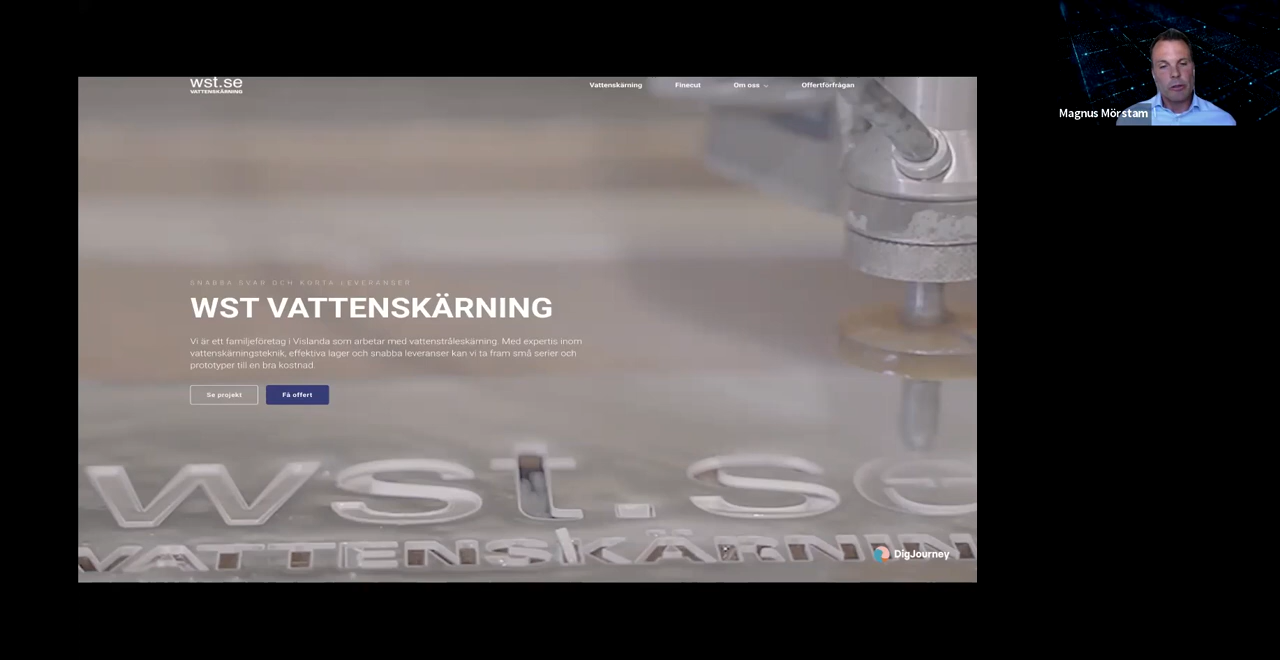 wst.se
VATTENSKÄRNING
Vattenskärning Finecut Om oss Offertförfrågan
Magnus Mörstam
SNABBA SVAR OCH KORTA LEVERANSER
WST VATTENSKÄRNING
Vi är ett familjeföretag i Vislanda som arbetar med vattenstråleskärning. Med expertis inom
vattenskärningsteknik, effektiva lager och snabba leveranser kan vi ta fram små serier och
prototyper till en bra kostnad.
Se projekt Få offert
wst.se
VATTENSKÄRNIN
DigJourney